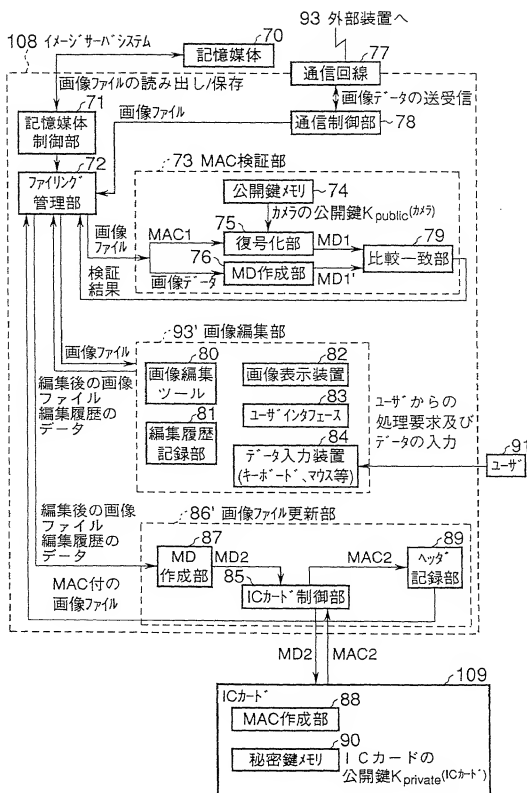 93 外部装置へ
108 イメージサーバシステム
70
記憶媒体
77
通信回線
画像ファイルの読み出し/保存
71
画像データの送受信
画像ファイル
記憶媒体
制御部
通信制御部
78
72
73 MAC検証部
ファイリング
管理部
公開鍵メモリ
74
カメラの公開鍵Kpublic(カメラ)
75
79
画像
ファイル
MAC1
復号化部
MD1
76
比較一致部
検証
結果
画像データ
MD作成部
MD1'
93' 画像編集部
画像ファイル
80
82
編集後の画像
ファイル
編集履歴の
データ
画像編集
ツール
画像表示装置
83
81
ユーザインタフェース
編集履歴
記録部
84
データ入力装置
(キーボード、マウス等)
ユーザからの
処理要求及び
データの入力
91
ユーザ
編集後の画像
ファイル
編集履歴の
データ
86' 画像ファイル更新部
87
89
MD
作成部
MD2
85
MAC2
ヘッダ
記録部
MAC付の
画像ファイル
ICカード制御部
MD2
MAC2
109
ICカード
88
MAC作成部
90
秘密鍵メモリ
ICカードの
公開鍵Kprivate(ICカード)